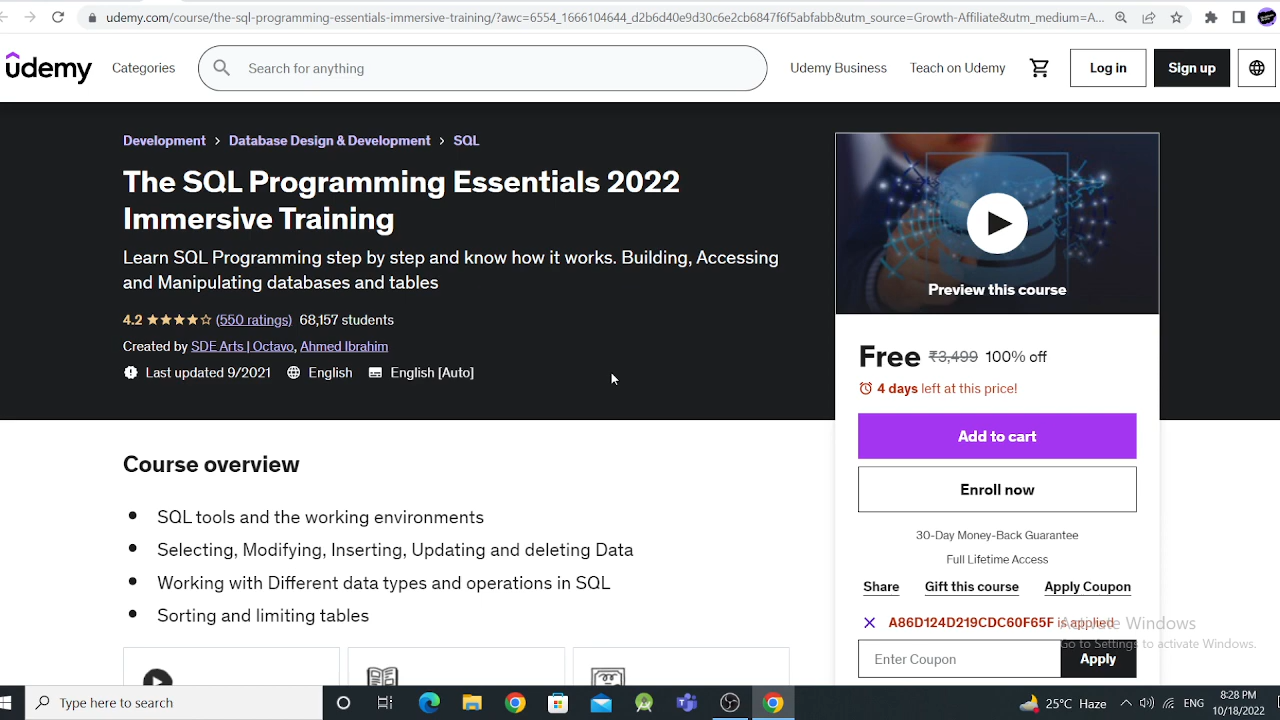 udemy.com/course/the-sql-programming-essentials-immersive-training/?awc=6554_1666104644_d2b6d40e9d3bc6e2cb6847f6f5abfabb&utm_source=Growth-Affiliate&utm_medium=A...
ûdemy
Categories
Search for anything
Udemy Business
Teach on Udemy
Log in
Sign up
Development › Database Design & Development › SQL
The SQL Programming Essentials 2022
Immersive Training
Learn SQL Programming step by step and know how it works. Building, Accessing
and Manipulating databases and tables
4.2 (550 ratings) 68,157 students
Created by SDE Arts | Octavo, Ahmed Ibrahim
Last updated 9/2021 English English [Auto]
Course overview
• SQL tools and the working environments
• Selecting, Modifying, Inserting, Updating and deleting Data
• Working with Different data types and operations in SQL
• Sorting and limiting tables
Preview this course
Free ₹3,499 100% off
4 days left at this price!
Add to cart
Enroll now
30-Day Money-Back Guarantee
Full Lifetime Access
Share Gift this course Apply Coupon
A86D124D219CDC60F65F is applied
Enter Coupon Apply
Activate Windows
Go to Settings to activate Windows.
Type here to search
25°C Haze
ENG
8:28 PM
10/18/2022